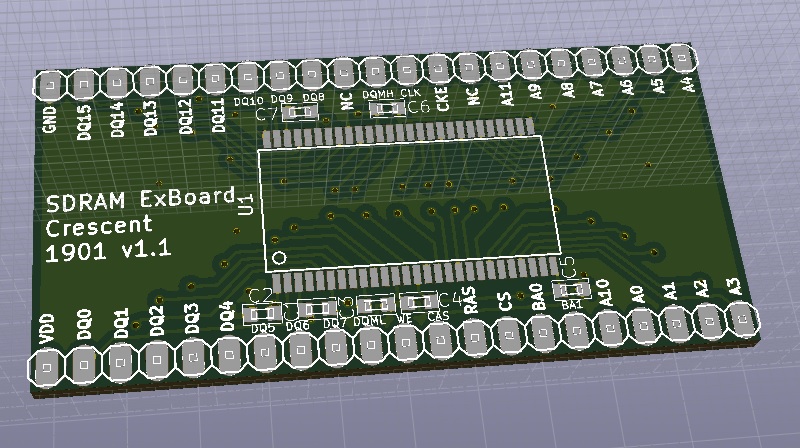 GND DQ15 DQ14 DQ13 DQ12 DQ11 DQ10 DQ9 DQ8 NC DQMH CLK CKE NC A11 A9 A8 A7 A6 A5 A4
C7 C6
SDRAM ExBoard
Crescent
1901 v1.1
U1
C2 C3 C4 C5
VDD DQ0 DQ1 DQ2 DQ3 DQ4 DQ5 DQ6 DQ7 DQML WE CAS RAS CS BA0 BA1 A10 A0 A1 A2 A3